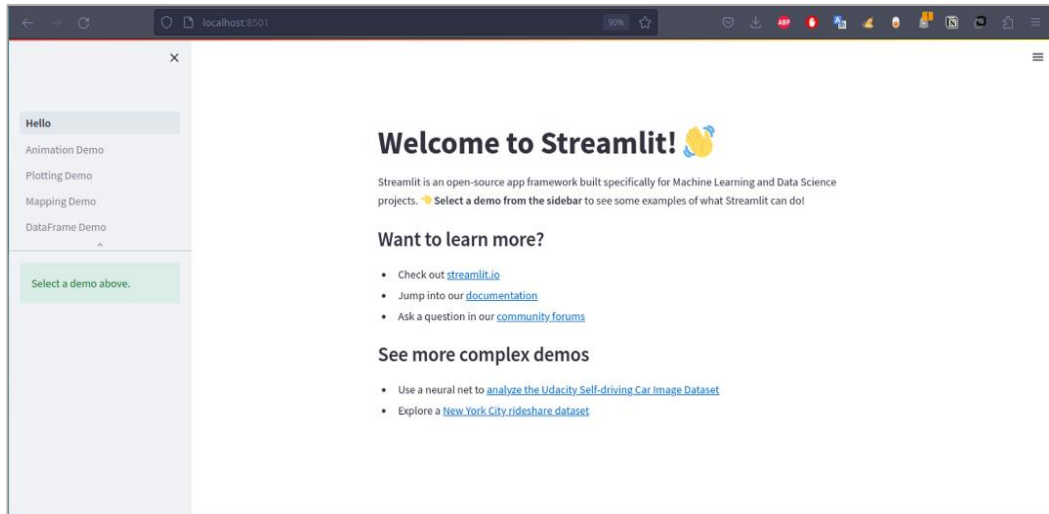 localhost:8501
90%
ABP
Hello
Animation Demo
Plotting Demo
Mapping Demo
DataFrame Demo
Select a demo above.
Welcome to Streamlit! 👋
Streamlit is an open-source app framework built specifically for Machine Learning and Data Science
projects. 👈 Select a demo from the sidebar to see some examples of what Streamlit can do!
Want to learn more?
• Check out streamlit.io
• Jump into our documentation
• Ask a question in our community forums
See more complex demos
• Use a neural net to analyze the Udacity Self-driving Car Image Dataset
• Explore a New York City rideshare dataset